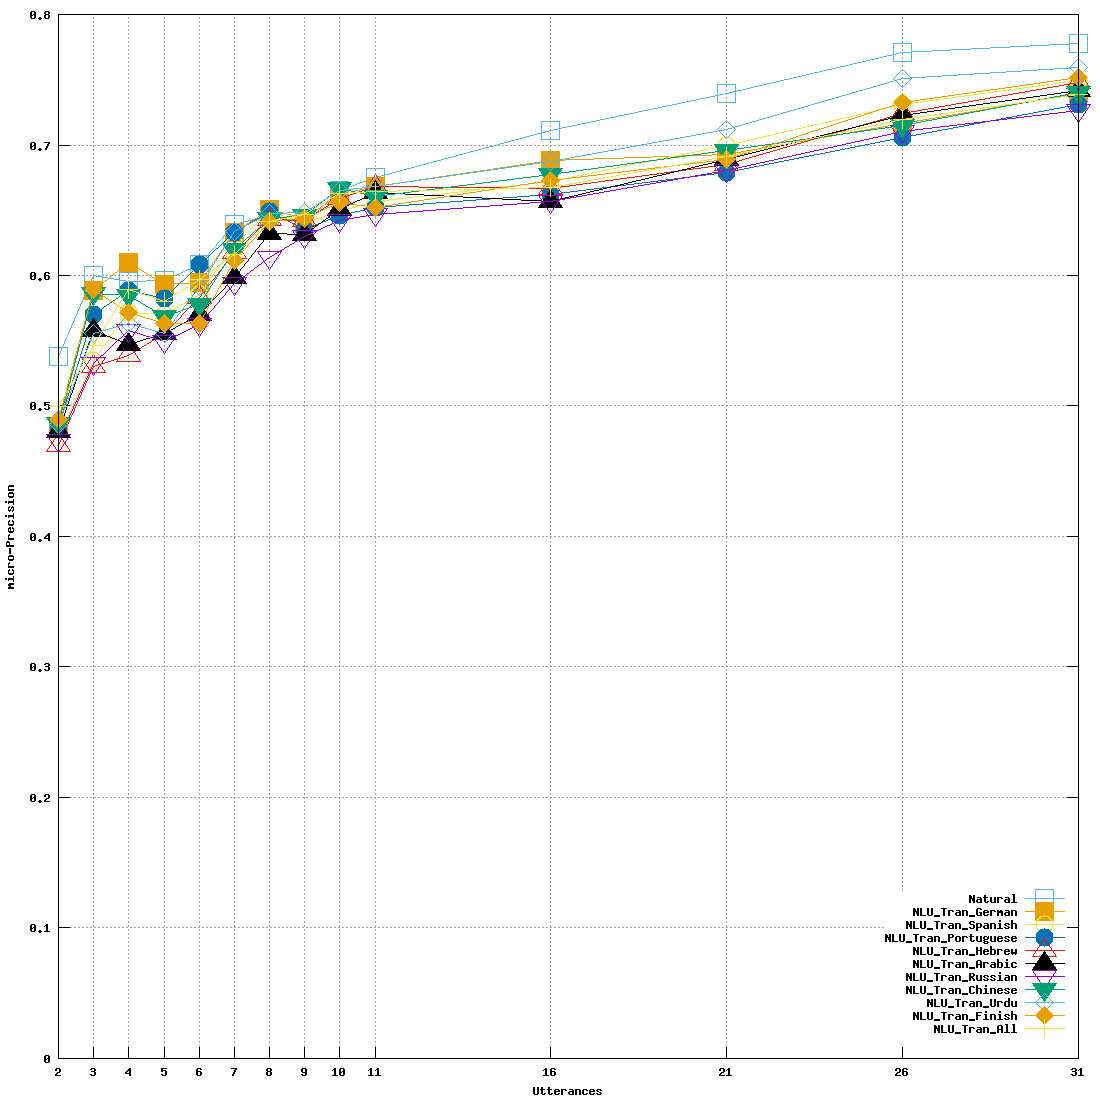 0.8
0.7
0.6
0.5
0.4
0.3
0.2
0.1
0
micro-Precision
Natural
NLU_Tran_German
NLU_Tran_Spanish
NLU_Tran_Portuguese
NLU_Tran_Hebrew
NLU_Tran_Arabic
NLU_Tran_Russian
NLU_Tran_Chinese
NLU_Tran_Urdu
NLU_Tran_Finish
NLU_Tran_All
2 3 4 5 6 7 8 9 10 11 16 21 26 31
Utterances